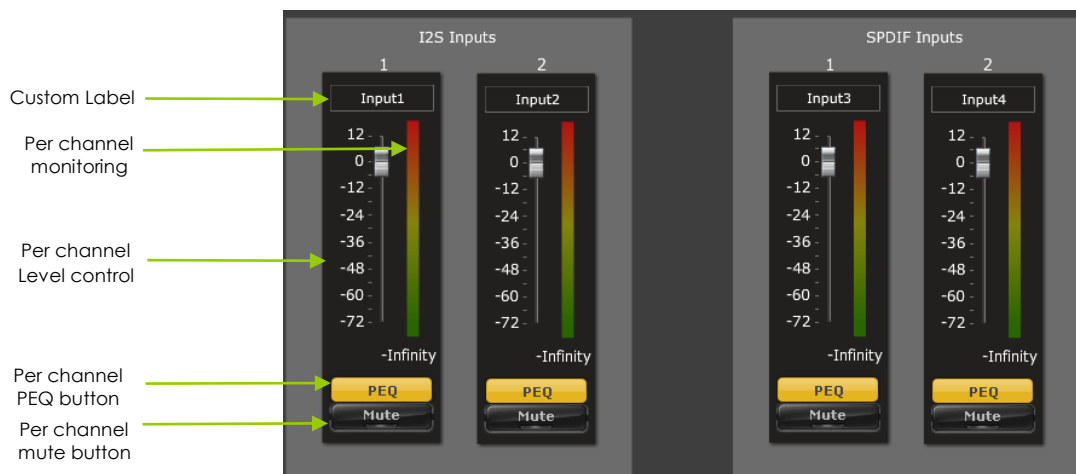 I2S Inputs
SPDIF Inputs
1
2
1
2
Custom Label
Input1
Input2
Input3
Input4
Per channel
monitoring
12
0
-12
-24
-36
-48
-60
-72
12
0
-12
-24
-36
-48
-60
-72
12
0
-12
-24
-36
-48
-60
-72
12
0
-12
-24
-36
-48
-60
-72
Per channel
Level control
-Infinity
-Infinity
-Infinity
-Infinity
Per channel
PEQ button
PEQ
PEQ
PEQ
PEQ
Per channel
mute button
Mute
Mute
Mute
Mute